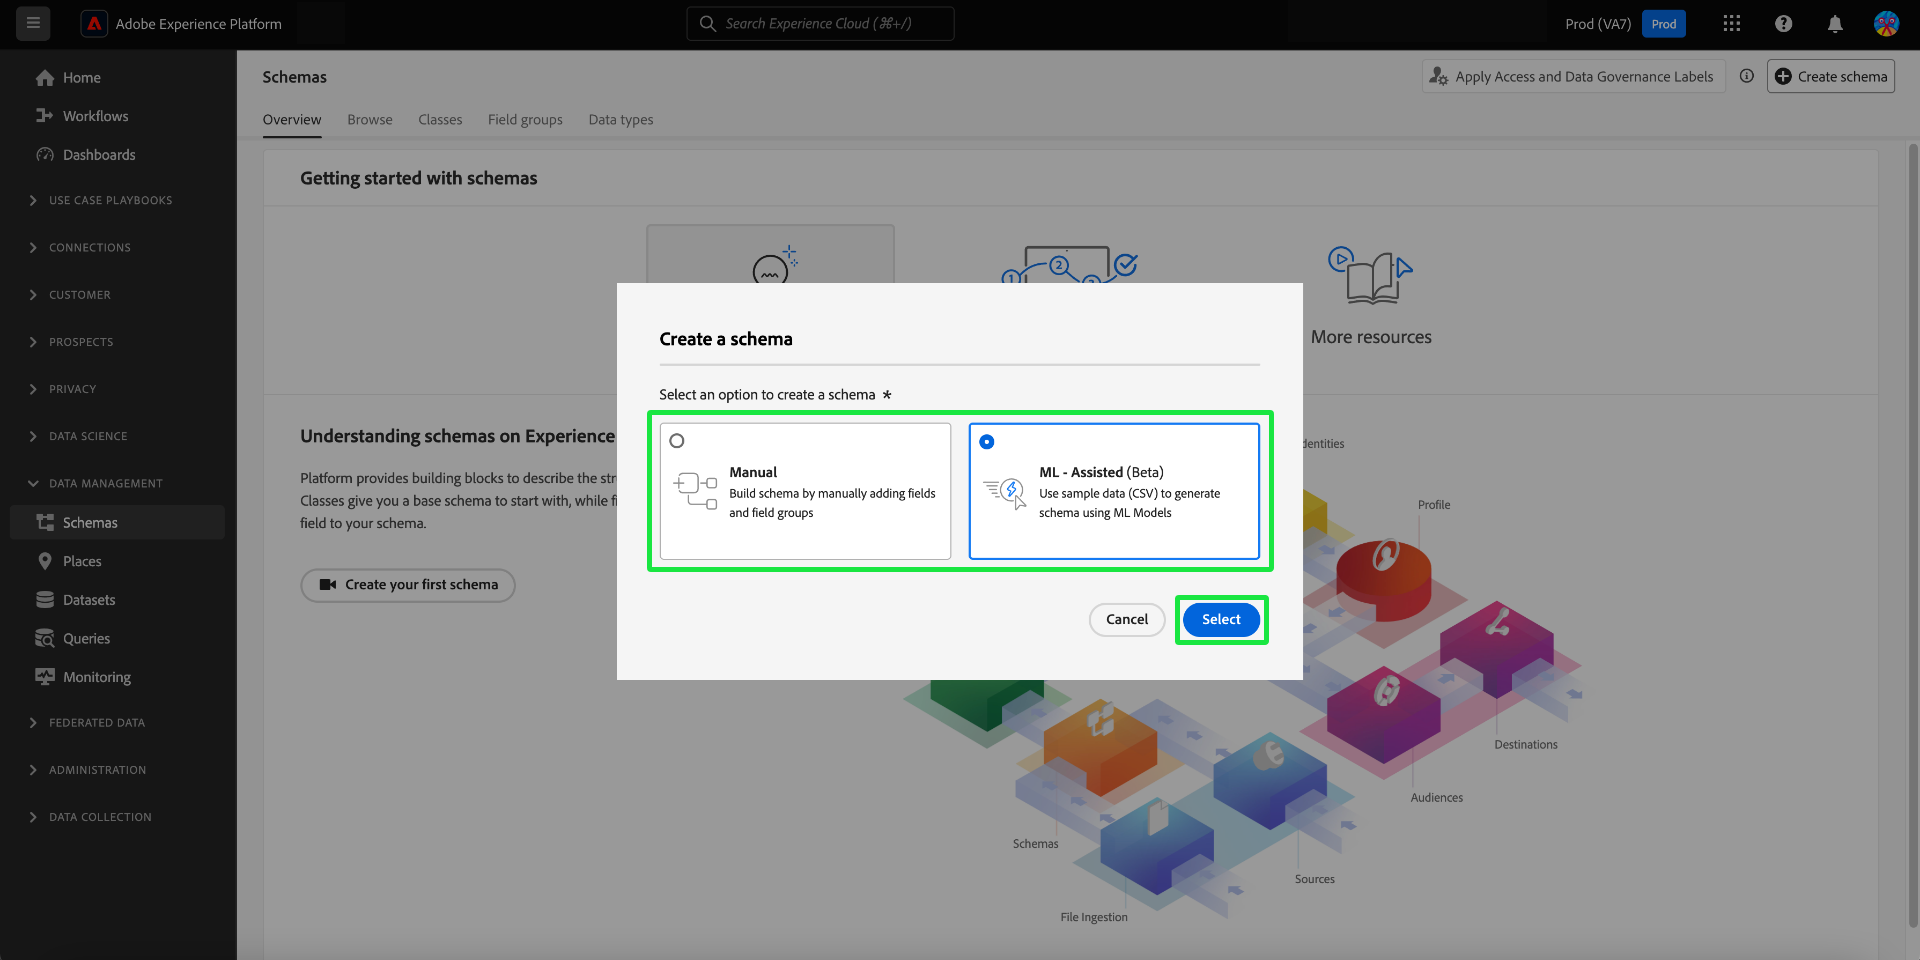 Adobe Experience Platform
Search Experience Cloud (⌘+/)
Prod (VA7)
Prod
Home
Workflows
Dashboards
USE CASE PLAYBOOKS
CONNECTIONS
CUSTOMER
PROSPECTS
PRIVACY
DATA SCIENCE
DATA MANAGEMENT
Schemas
Places
Datasets
Queries
Monitoring
FEDERATED DATA
ADMINISTRATION
DATA COLLECTION
Schemas
Apply Access and Data Governance Labels
Create schema
Overview
Browse
Classes
Field groups
Data types
Getting started with schemas
1
2
More resources
Understanding schemas on Experience
Platform provides building blocks to describe the
Classes give you a base schema to start with, while
field to your schema.
Create your first schema
Create a schema
Select an option to create a schema *
Manual
Build schema by manually adding fields
and field groups
ML - Assisted (Beta)
Use sample data (CSV) to generate
schema using ML Models
Cancel
Select
Profile
Destinations
Audiences
Schemas
Sources
File Ingestion